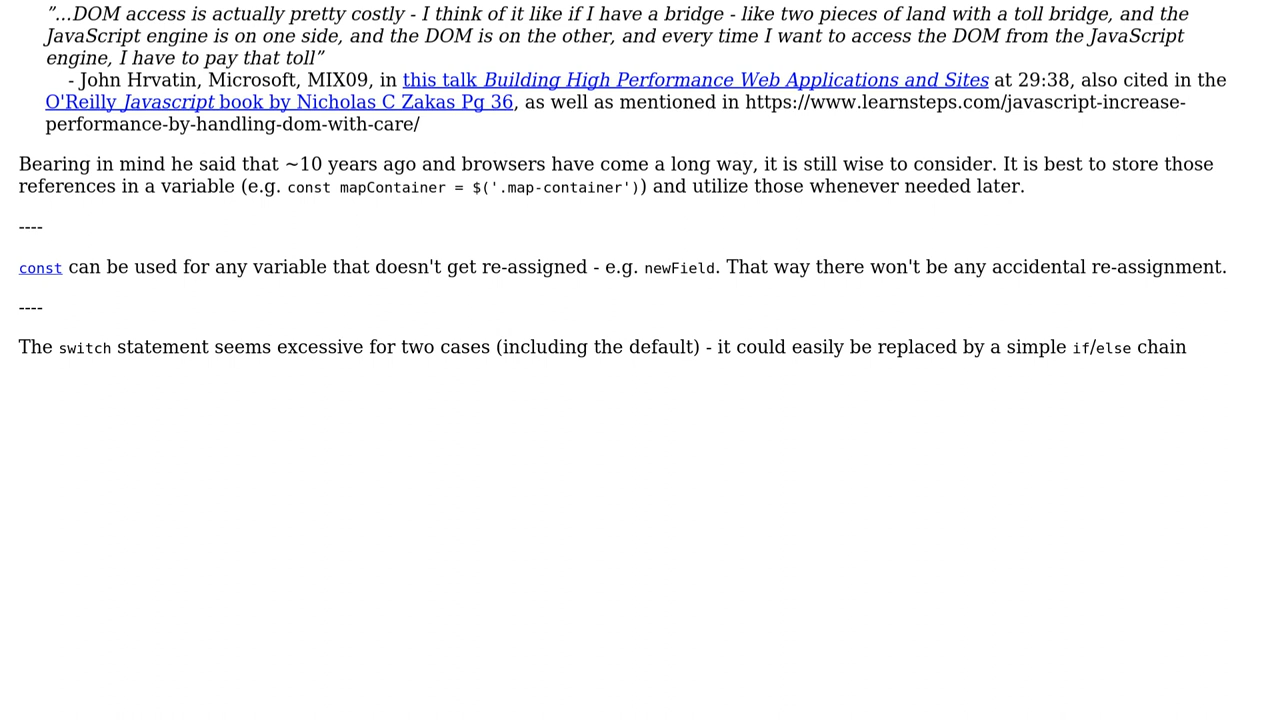 ”...DOM access is actually pretty costly - I think of it like if I have a bridge - like two pieces of land with a toll bridge, and the
JavaScript engine is on one side, and the DOM is on the other, and every time I want to access the DOM from the JavaScript
engine, I have to pay that toll”
- John Hrvatin, Microsoft, MIX09, in this talk Building High Performance Web Applications and Sites at 29:38, also cited in the
O'Reilly Javascript book by Nicholas C Zakas Pg 36, as well as mentioned in https://www.learnsteps.com/javascript-increase-
performance-by-handling-dom-with-care/
Bearing in mind he said that ~10 years ago and browsers have come a long way, it is still wise to consider. It is best to store those
references in a variable (e.g. const mapContainer = $('.map-container')) and utilize those whenever needed later.
----
const can be used for any variable that doesn't get re-assigned - e.g. newField. That way there won't be any accidental re-assignment.
----
The switch statement seems excessive for two cases (including the default) - it could easily be replaced by a simple if/else chain